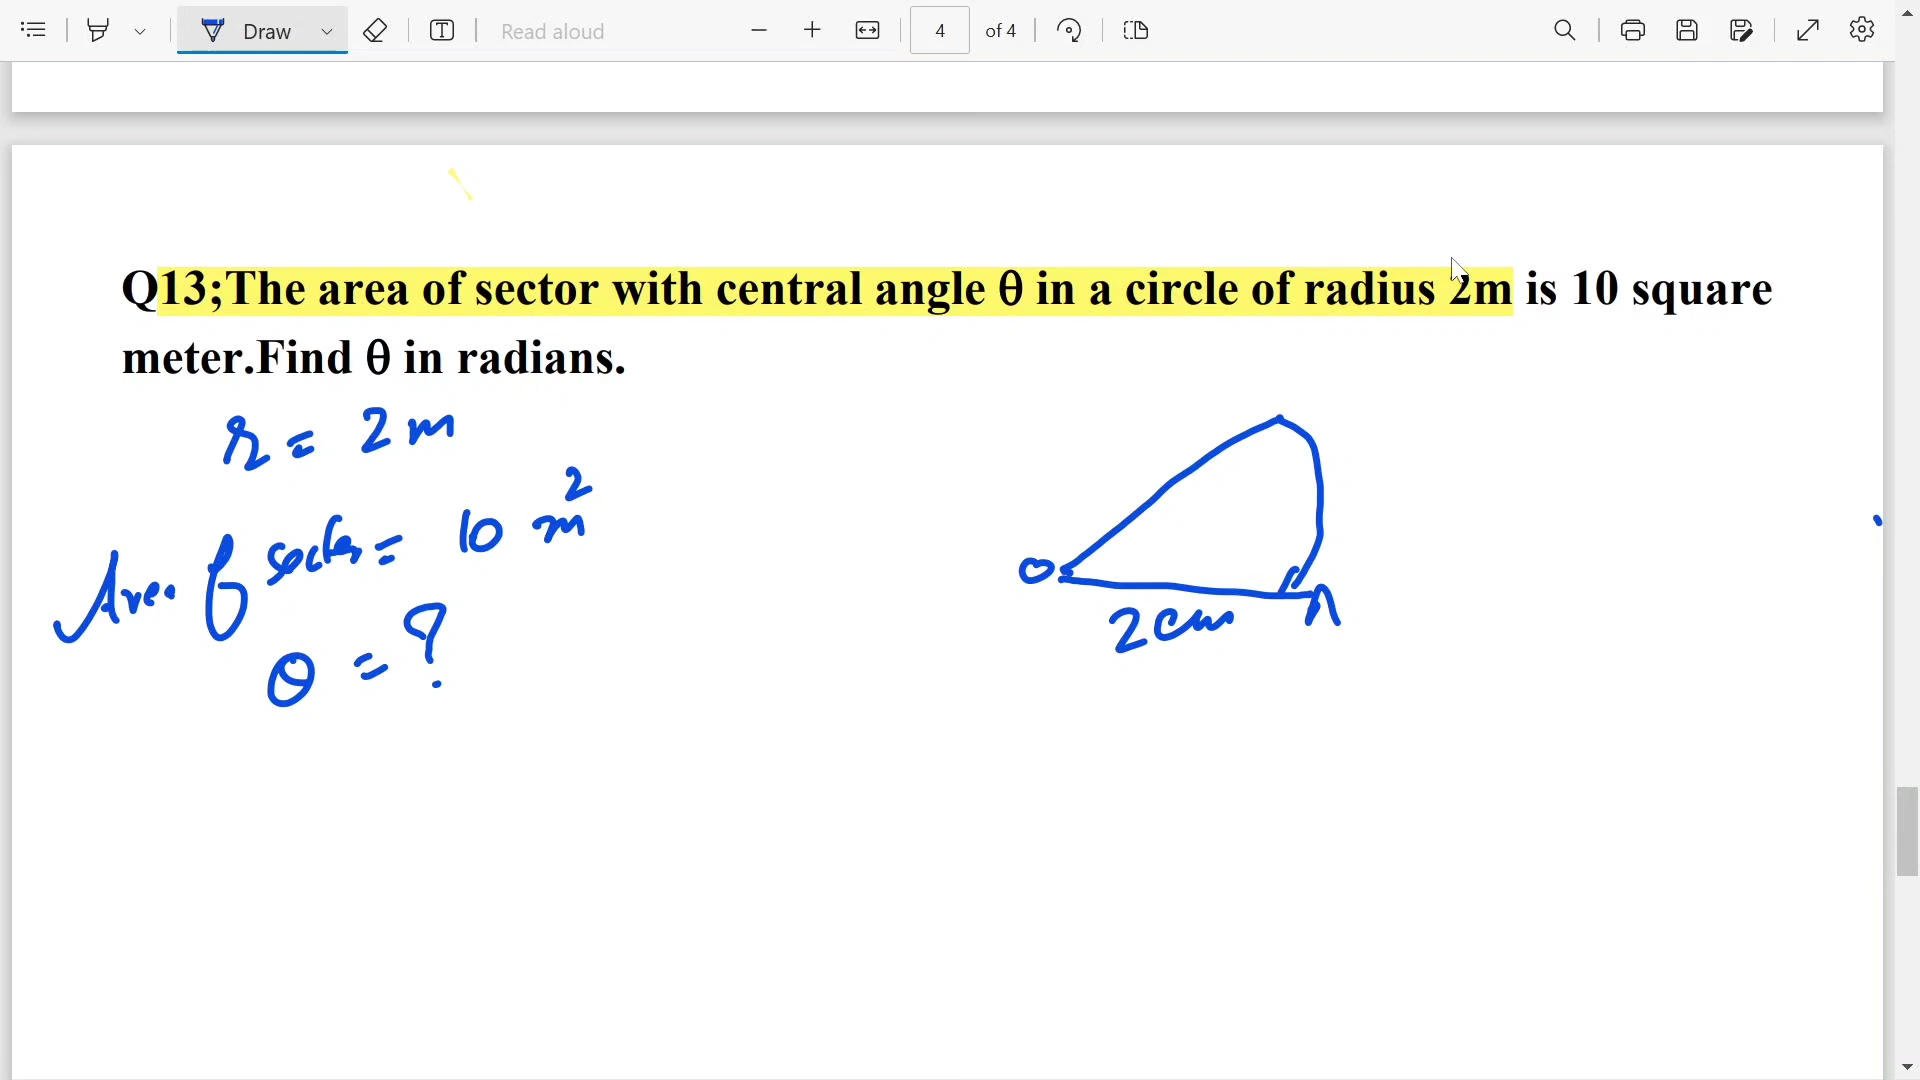 Draw
Read aloud
4
of 4
Q13;The area of sector with central angle θ in a circle of radius 2m is 10 square
meter.Find θ in radians.
r = 2 m
Area of sector = 10 m²
θ = ?
O
2cm
A